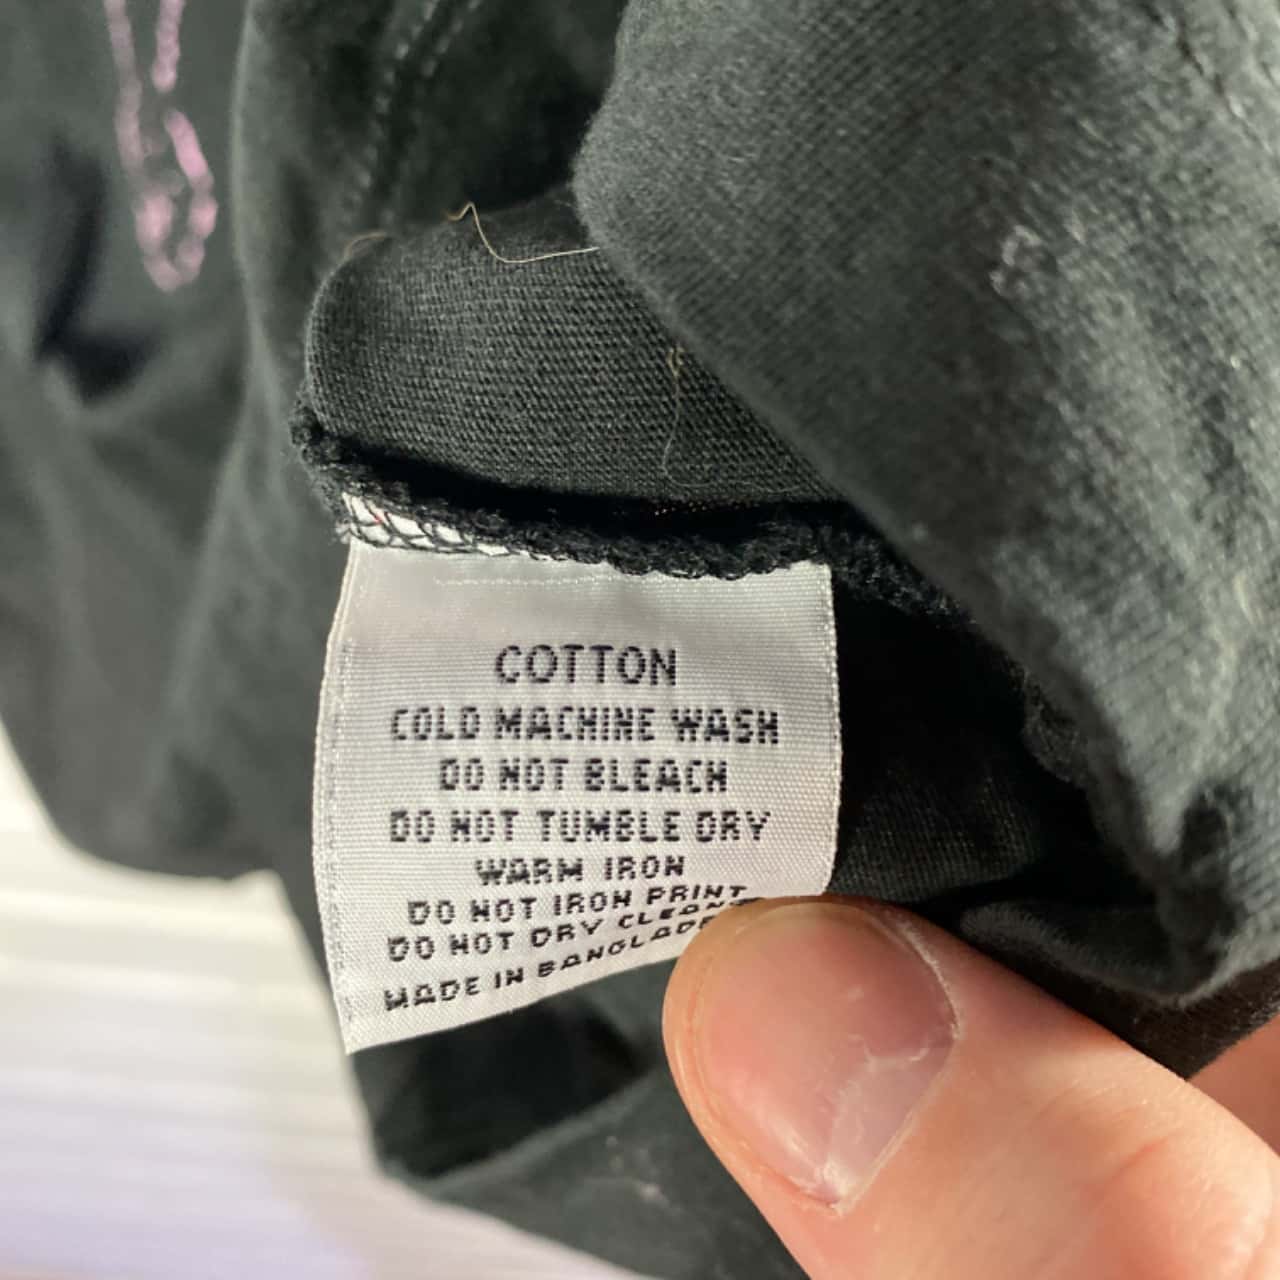 COTTON
COLD MACHINE WASH
DO NOT BLEACH
DO NOT TUMBLE DRY
WARM IRON
DO NOT IRON PRINT
DO NOT DRY CLEAN
MADE IN